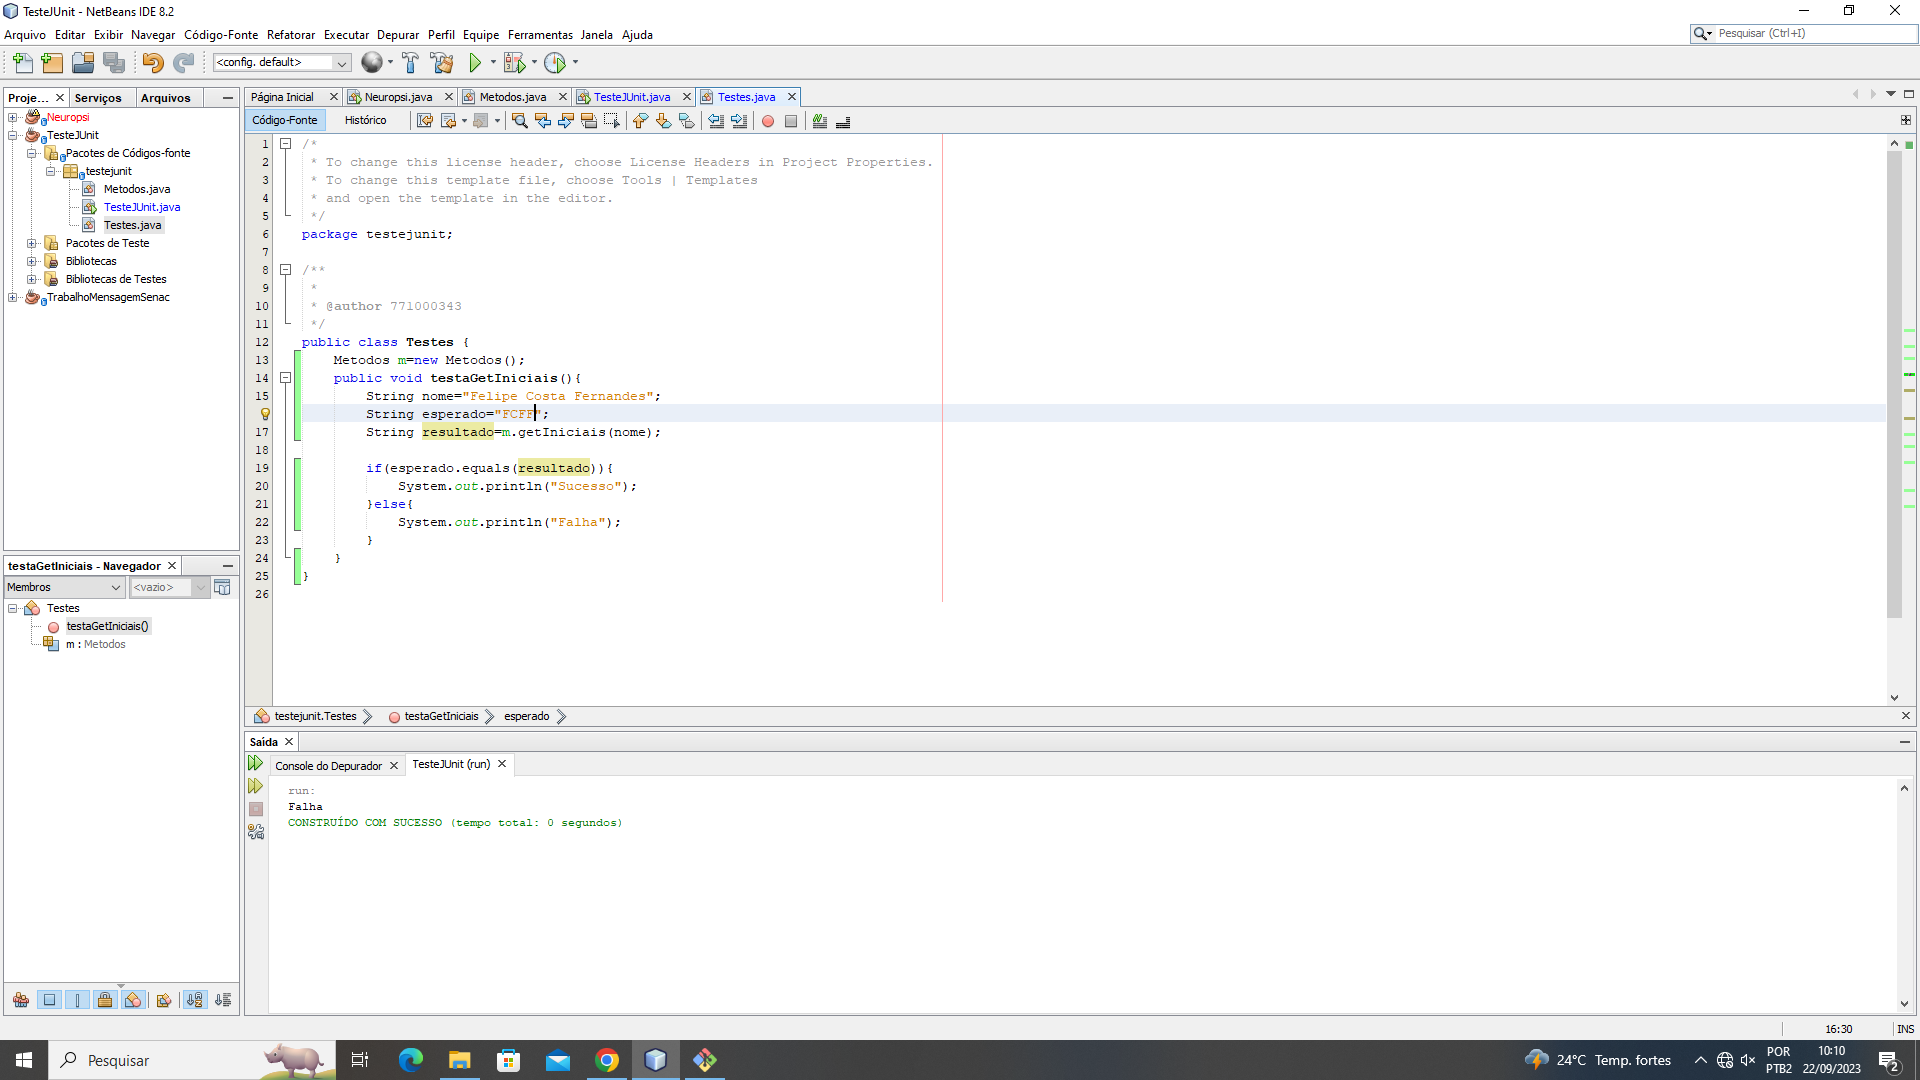 TesteJUnit - NetBeans IDE 8.2
Arquivo Editar Exibir Navegar Código-Fonte Refatorar Executar Depurar Perfil Equipe Ferramentas Janela Ajuda
Pesquisar (Ctrl+I)
<config. default>
Proje... Serviços Arquivos
Neuropsi
TesteJUnit
Pacotes de Códigos-fonte
testejunit
Metodos.java
TesteJUnit.java
Testes.java
Pacotes de Teste
Bibliotecas
Bibliotecas de Testes
TrabalhoMensagemSenac
Página Inicial Neuropsi.java Metodos.java TesteJUnit.java Testes.java
Código-Fonte Histórico
1 /*
2 * To change this license header, choose License Headers in Project Properties.
3 * To change this template file, choose Tools | Templates
4 * and open the template in the editor.
5 */
6 package testejunit;
7
8 /**
9 *
10 * @author 771000343
11 */
12 public class Testes {
13 Metodos m=new Metodos();
14 public void testaGetIniciais(){
15 String nome="Felipe Costa Fernandes";
String esperado="FCFF";
17 String resultado=m.getIniciais(nome);
18
19 if(esperado.equals(resultado)){
20 System.out.println("Sucesso");
21 }else{
22 System.out.println("Falha");
23 }
24 }
25 }
26
testejunit.Testes testaGetIniciais esperado
testaGetIniciais - Navegador
Membros <vazio>
Testes
testaGetIniciais()
m : Metodos
Saída
Console do Depurador TesteJUnit (run)
run:
Falha
CONSTRUÍDO COM SUCESSO (tempo total: 0 segundos)
16:30 INS
Pesquisar
24°C Temp. fortes
POR
PTB2
10:10
22/09/2023
2